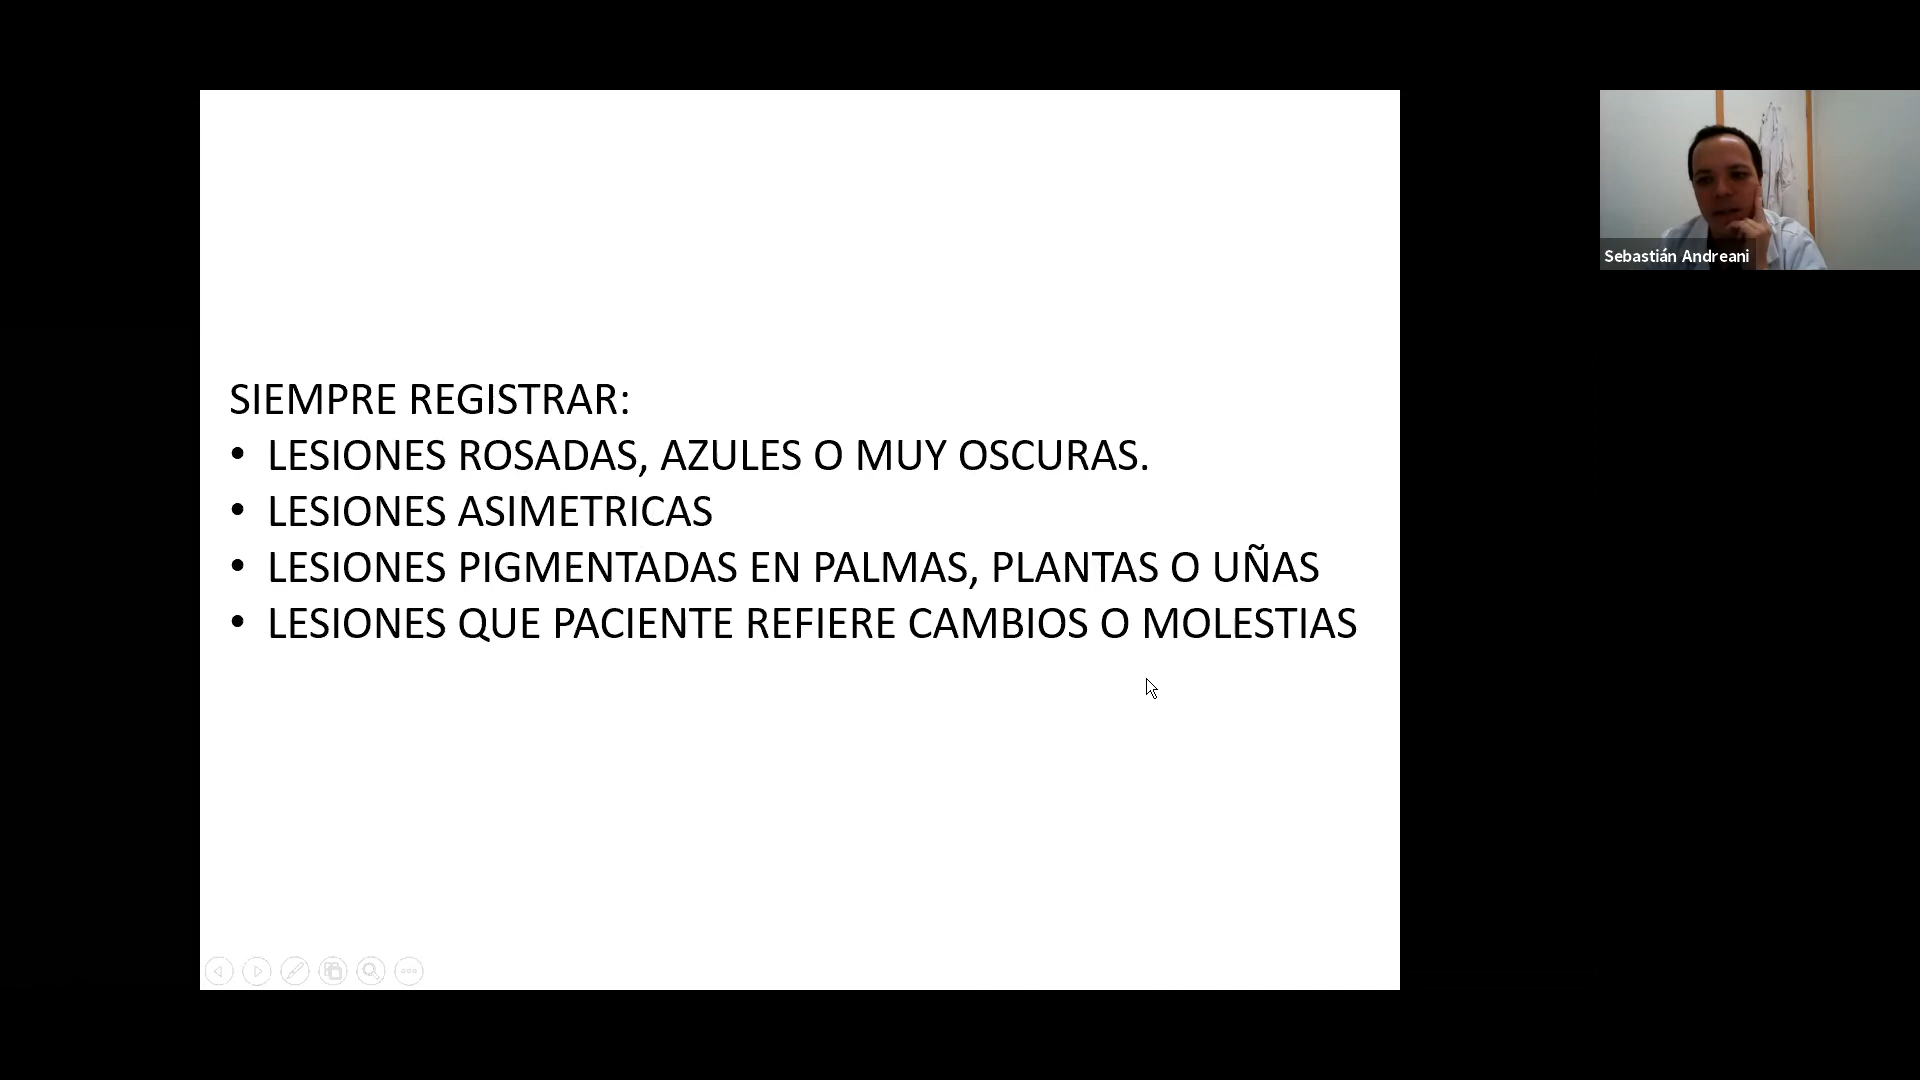 SIEMPRE REGISTRAR:
• LESIONES ROSADAS, AZULES O MUY OSCURAS.
• LESIONES ASIMETRICAS
• LESIONES PIGMENTADAS EN PALMAS, PLANTAS O UÑAS
• LESIONES QUE PACIENTE REFIERE CAMBIOS O MOLESTIAS
Sebastián Andreani